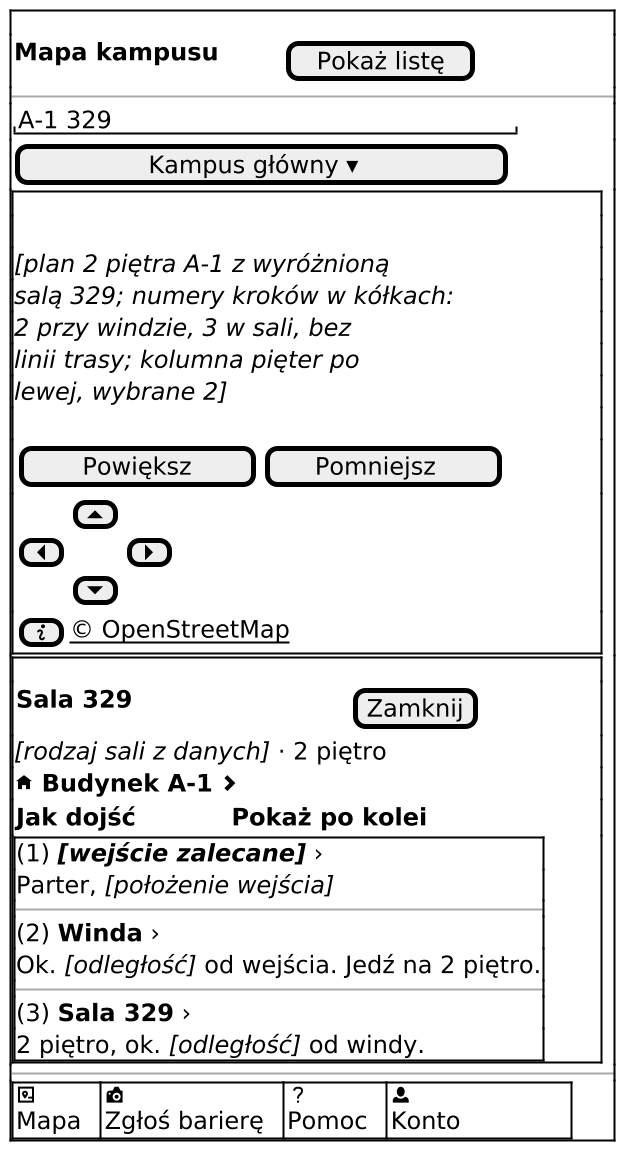 Mapa kampusu
Pokaż listę
A-1 329
Kampus główny ▾
[plan 2 piętra A-1 z wyróżnioną
salą 329; numery kroków w kółkach:
2 przy windzie, 3 w sali, bez
linii trasy; kolumna pięter po
lewej, wybrane 2]
Powiększ
Pomniejsz
i
© OpenStreetMap
Sala 329
Zamknij
[rodzaj sali z danych] · 2 piętro
Budynek A-1 ›
Jak dojść
Pokaż po kolei
(1) [wejście zalecane] ›
Parter, [położenie wejścia]
(2) Winda ›
Ok. [odległość] od wejścia. Jedź na 2 piętro.
(3) Sala 329 ›
2 piętro, ok. [odległość] od windy.
Mapa
Zgłoś barierę
?
Pomoc
Konto